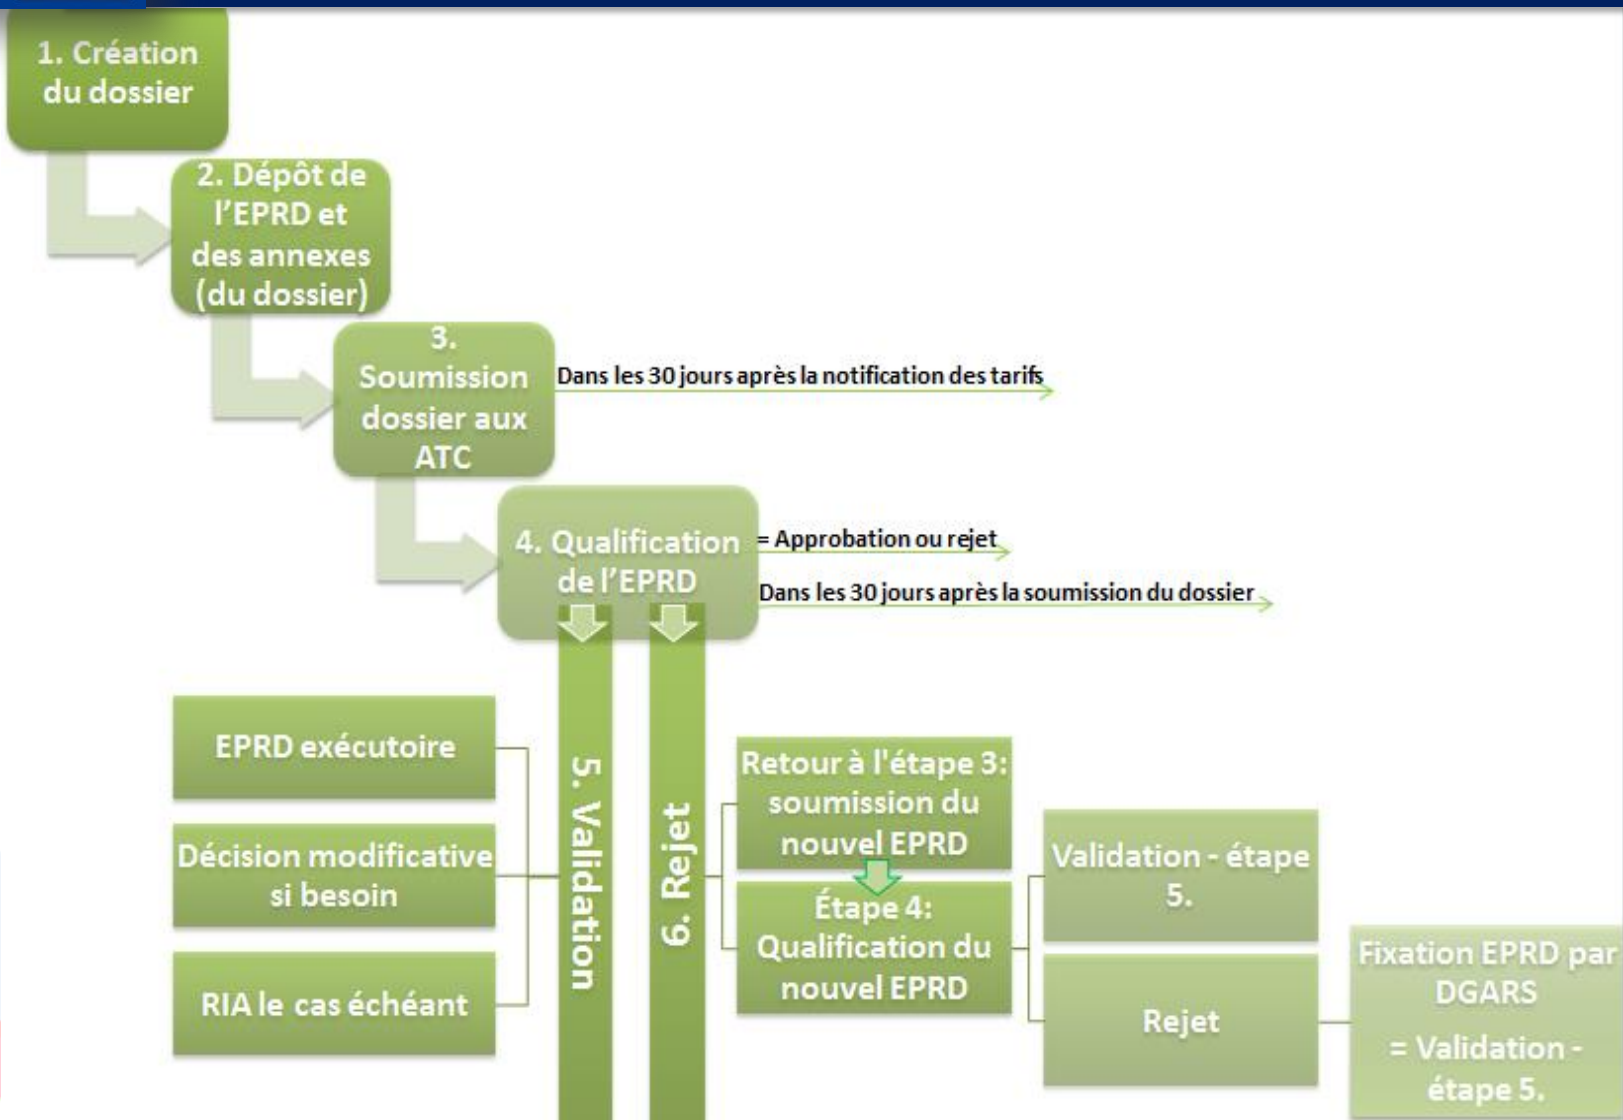 1. Création
du dossier
2. Dépôt de
l'EPRD et
des annexes
(du dossier)
3.
Soumission
dossier aux
ATC
Dans les 30 jours après la notification des tarifs
4. Qualification
de l'EPRD
= Approbation ou rejet
Dans les 30 jours après la soumission du dossier
5. Validation
EPRD exécutoire
Décision modificative
si besoin
RIA le cas échéant
6. Rejet
Retour à l'étape 3:
soumission du
nouvel EPRD
Étape 4:
Qualification du
nouvel EPRD
Validation - étape
5.
Rejet
Fixation EPRD par
DGARS
= Validation -
étape 5.